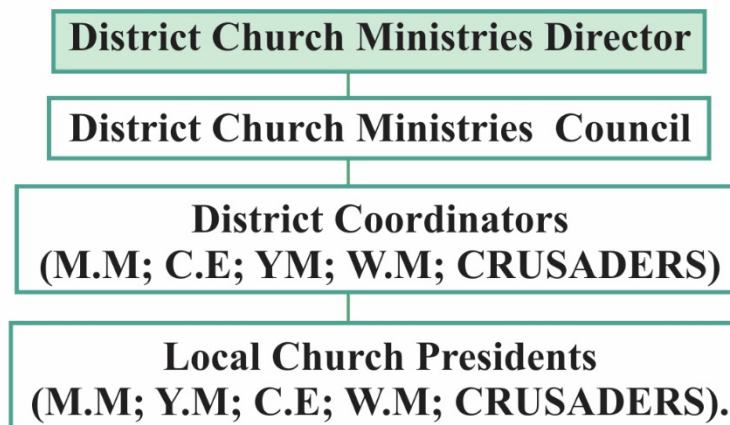 District Church Ministries Director
District Church Ministries Council
District Coordinators
(M.M; C.E; YM; W.M; CRUSADERS)
Local Church Presidents
(M.M; Y.M; C.E; W.M; CRUSADERS).